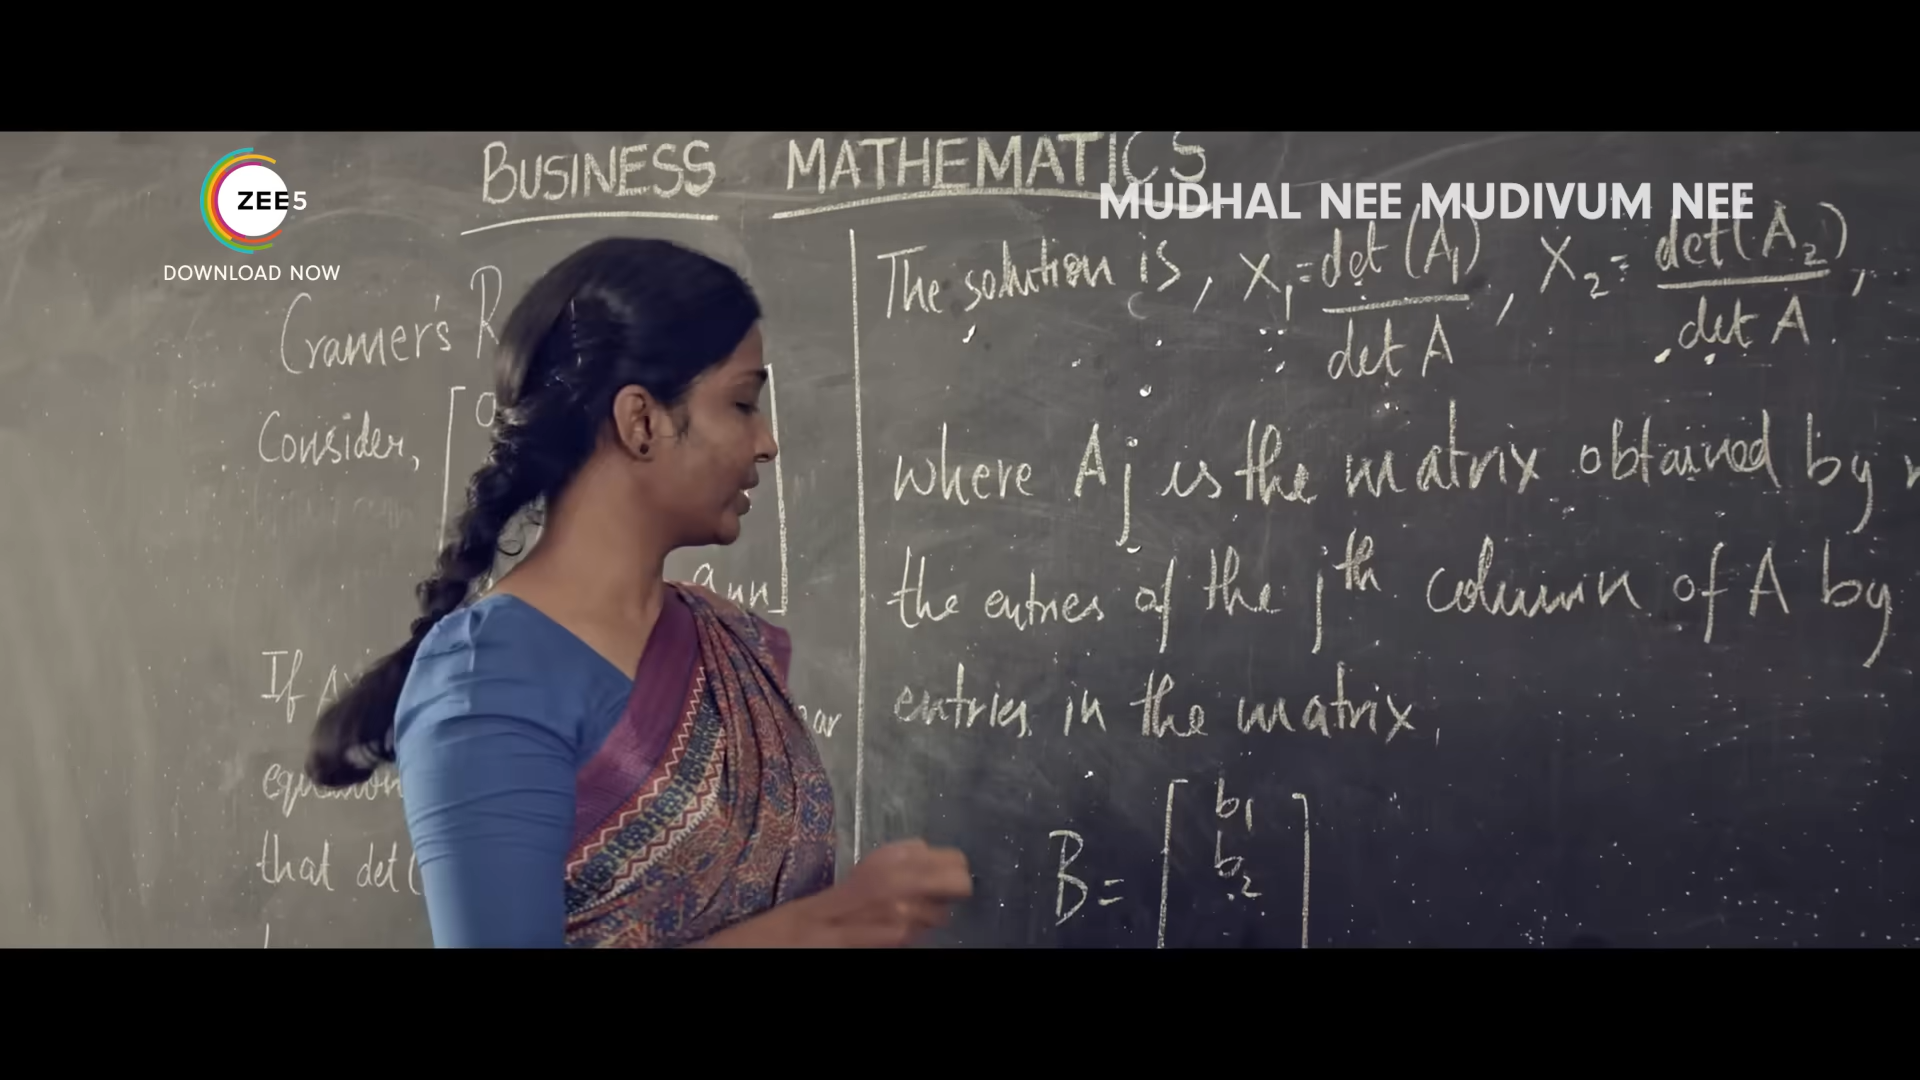 BUSINESS MATHEMATICS
ZEE5
DOWNLOAD NOW
MUDHAL NEE MUDIVUM NEE
Cramer's R
Consider, [ a
ann ]
If
ar
equation
that det(
The solution is, X₁ = det(A₁) / det A, X₂ = det(A₂) / det A,
where Aj is the matrix obtained by r
the entries of the jth column of A by
entries in the matrix,
B = [ b₁
b₂ ]